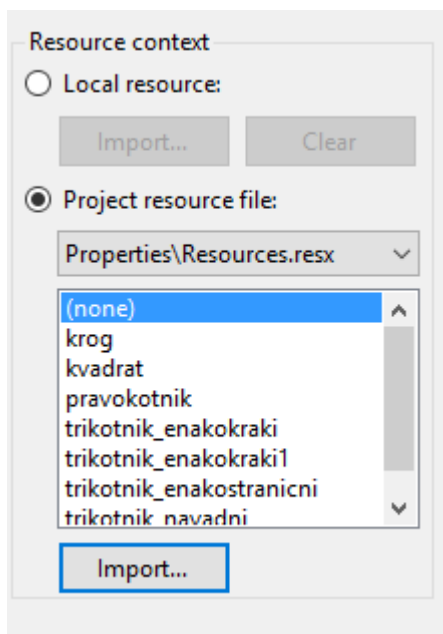 Resource context
Local resource:
Import... Clear
Project resource file:
Properties\Resources.resx
(none)
krog
kvadrat
pravokotnik
trikotnik_enakokraki
trikotnik_enakokraki1
trikotnik_enakostranicni
trikotnik_navadni
Import...